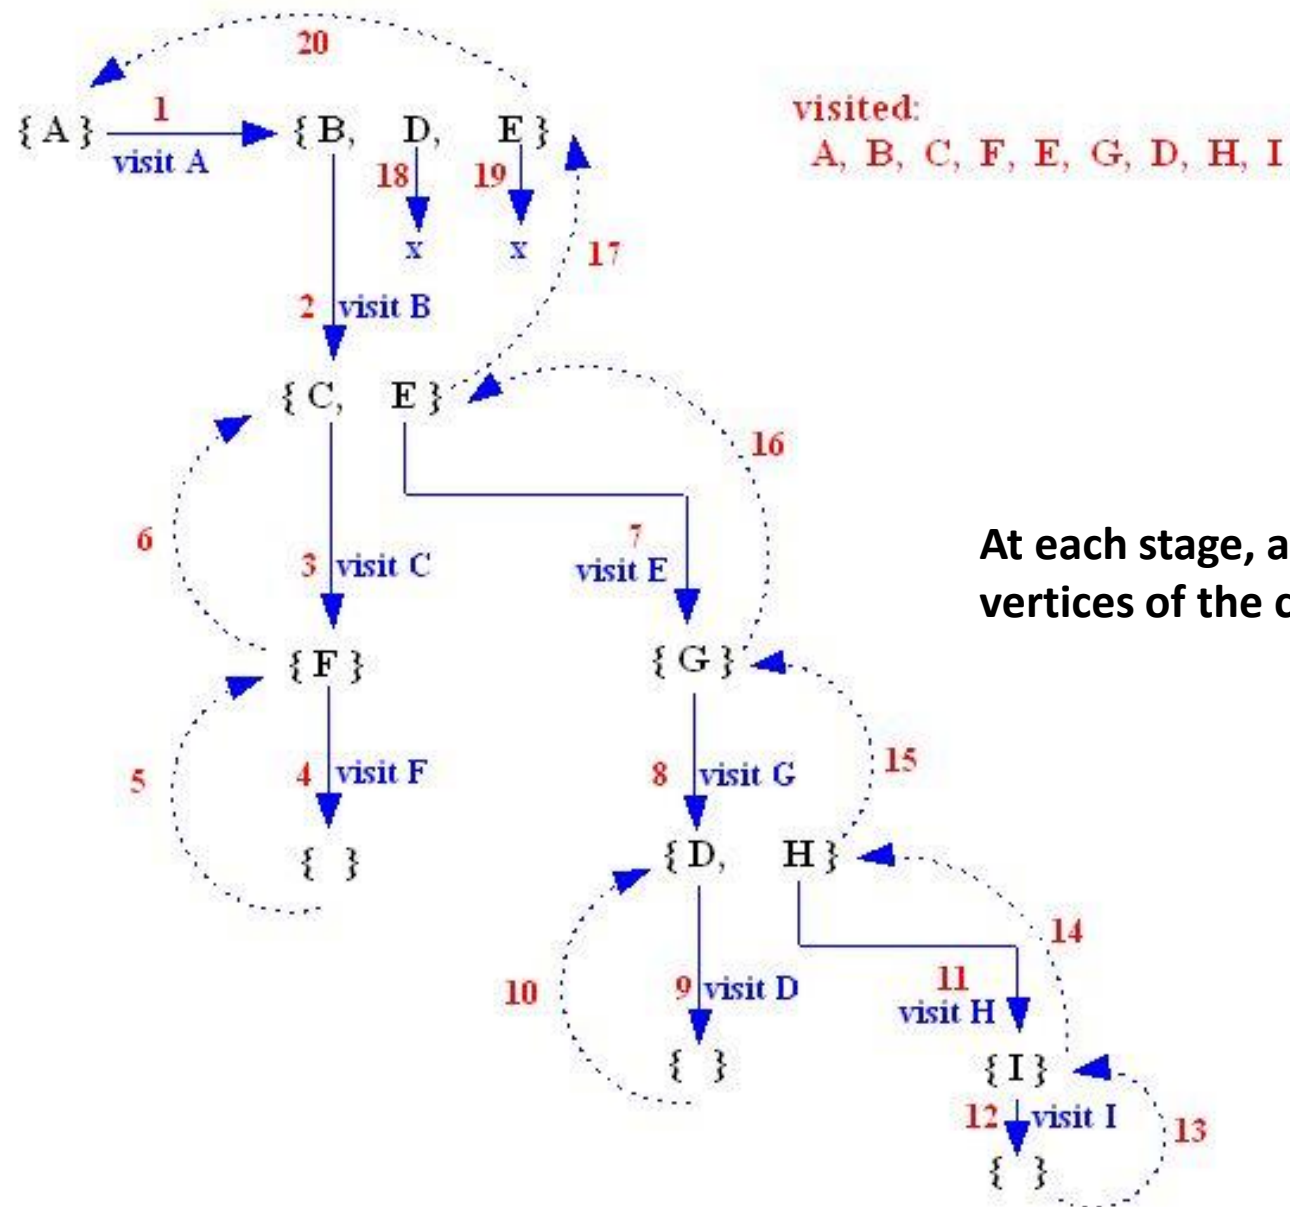 20
{ A }
1
visit A
{ B, D, E }
visited:
A, B, C, F, E, G, D, H, I
18
19
x
x
17
2 visit B
{ C, E }
16
6
3 visit C
7
visit E
At each stage, a
vertices of the
{ F }
{ G }
5
4 visit F
8 visit G
15
{ }
{ D, H }
14
10
9 visit D
11
visit H
{ }
{ I }
12 visit I
13
{ }